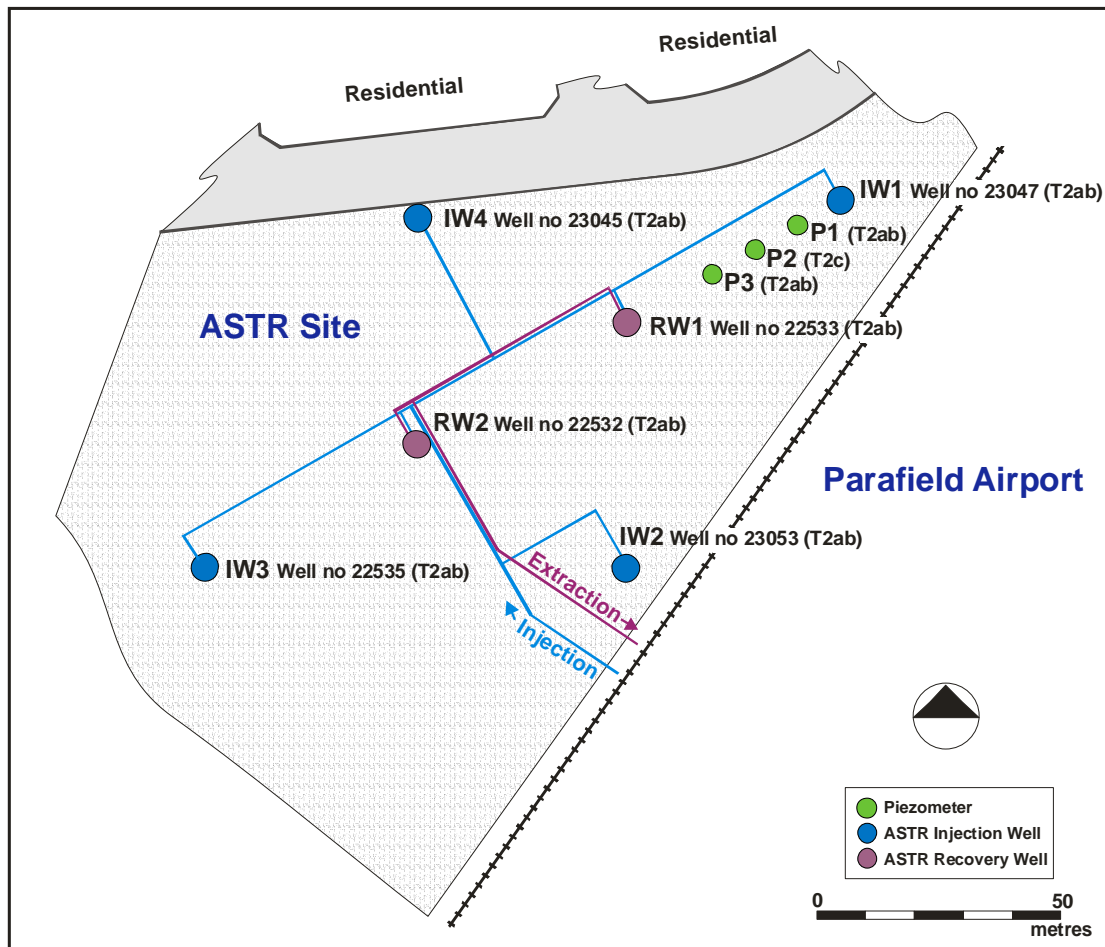 Residential
Residential
IW1 Well no 23047 (T2ab)
IW4 Well no 23045 (T2ab)
P1 (T2ab)
P2 (T2c)
P3 (T2ab)
ASTR Site
RW1 Well no 22533 (T2ab)
RW2 Well no 22532 (T2ab)
Parafield Airport
IW2 Well no 23053 (T2ab)
IW3 Well no 22535 (T2ab)
Extraction
Injection
Piezometer
ASTR Injection Well
ASTR Recovery Well
0 50
metres